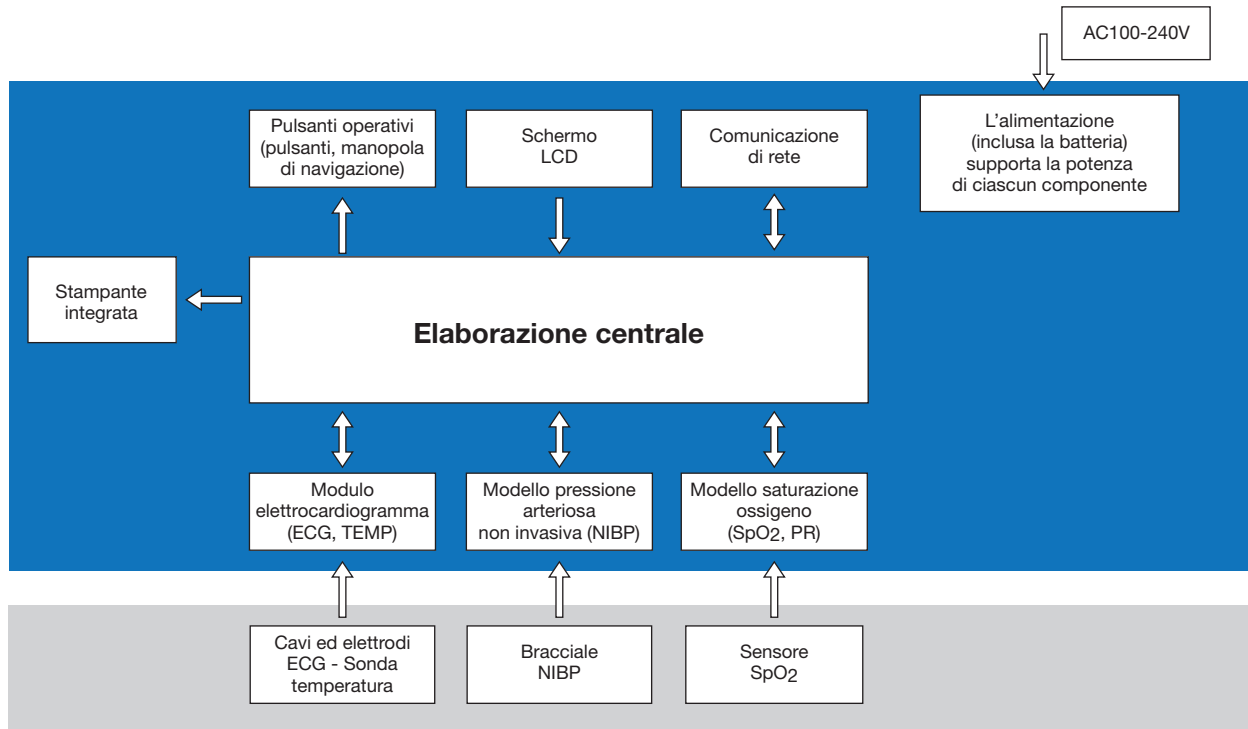 AC100-240V
Pulsanti operativi
(pulsanti, manopola
di navigazione)
Schermo
LCD
Comunicazione
di rete
L'alimentazione
(inclusa la batteria)
supporta la potenza
di ciascun componente
Stampante
integrata
Elaborazione centrale
Modulo
elettrocardiogramma
(ECG, TEMP)
Modello pressione
arteriosa
non invasiva (NIBP)
Modello saturazione
ossigeno
(SpO2, PR)
Cavi ed elettrodi
ECG - Sonda
temperatura
Bracciale
NIBP
Sensore
SpO2